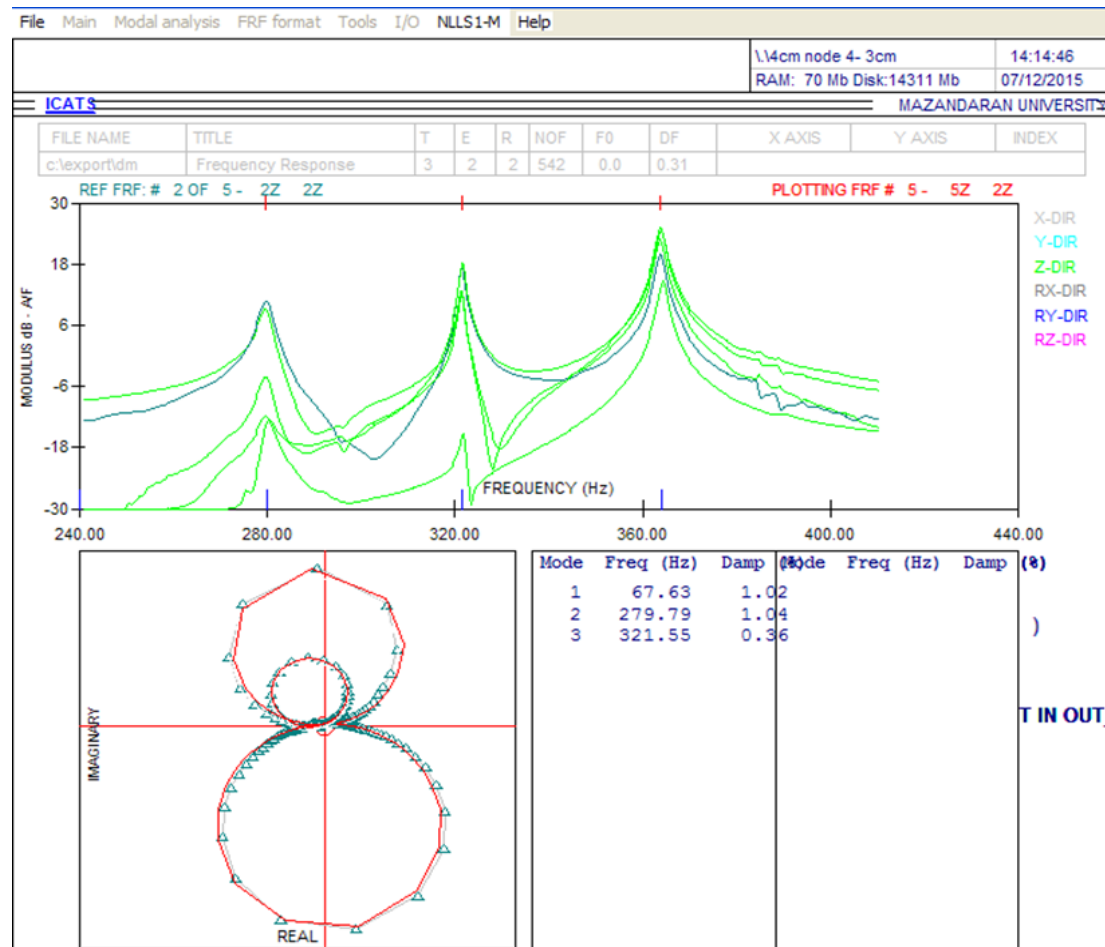 File Main Modal analysis FRF format Tools I/O NLLS1-M Help
\.\4cm node 4- 3cm 14:14:46
RAM: 70 Mb Disk:14311 Mb 07/12/2015
ICATS MAZANDARAN UNIVERSITY
FILE NAME TITLE T E R NOF F0 DF X AXIS Y AXIS INDEX
c:\export\dm Frequency Response 3 2 2 542 0.0 0.31
REF FRF: # 2 OF 5 - 2Z 2Z PLOTTING FRF # 5 - 5Z 2Z
30
18
6
-6
-18
-30
MODULUS dB - A/F
X-DIR
Y-DIR
Z-DIR
RX-DIR
RY-DIR
RZ-DIR
FREQUENCY (Hz)
240.00 280.00 320.00 360.00 400.00 440.00
IMAGINARY
REAL
Mode Freq (Hz) Damp (%) Mode Freq (Hz) Damp (%)
1 67.63 1.02
2 279.79 1.04
3 321.55 0.36
)
T IN OUT